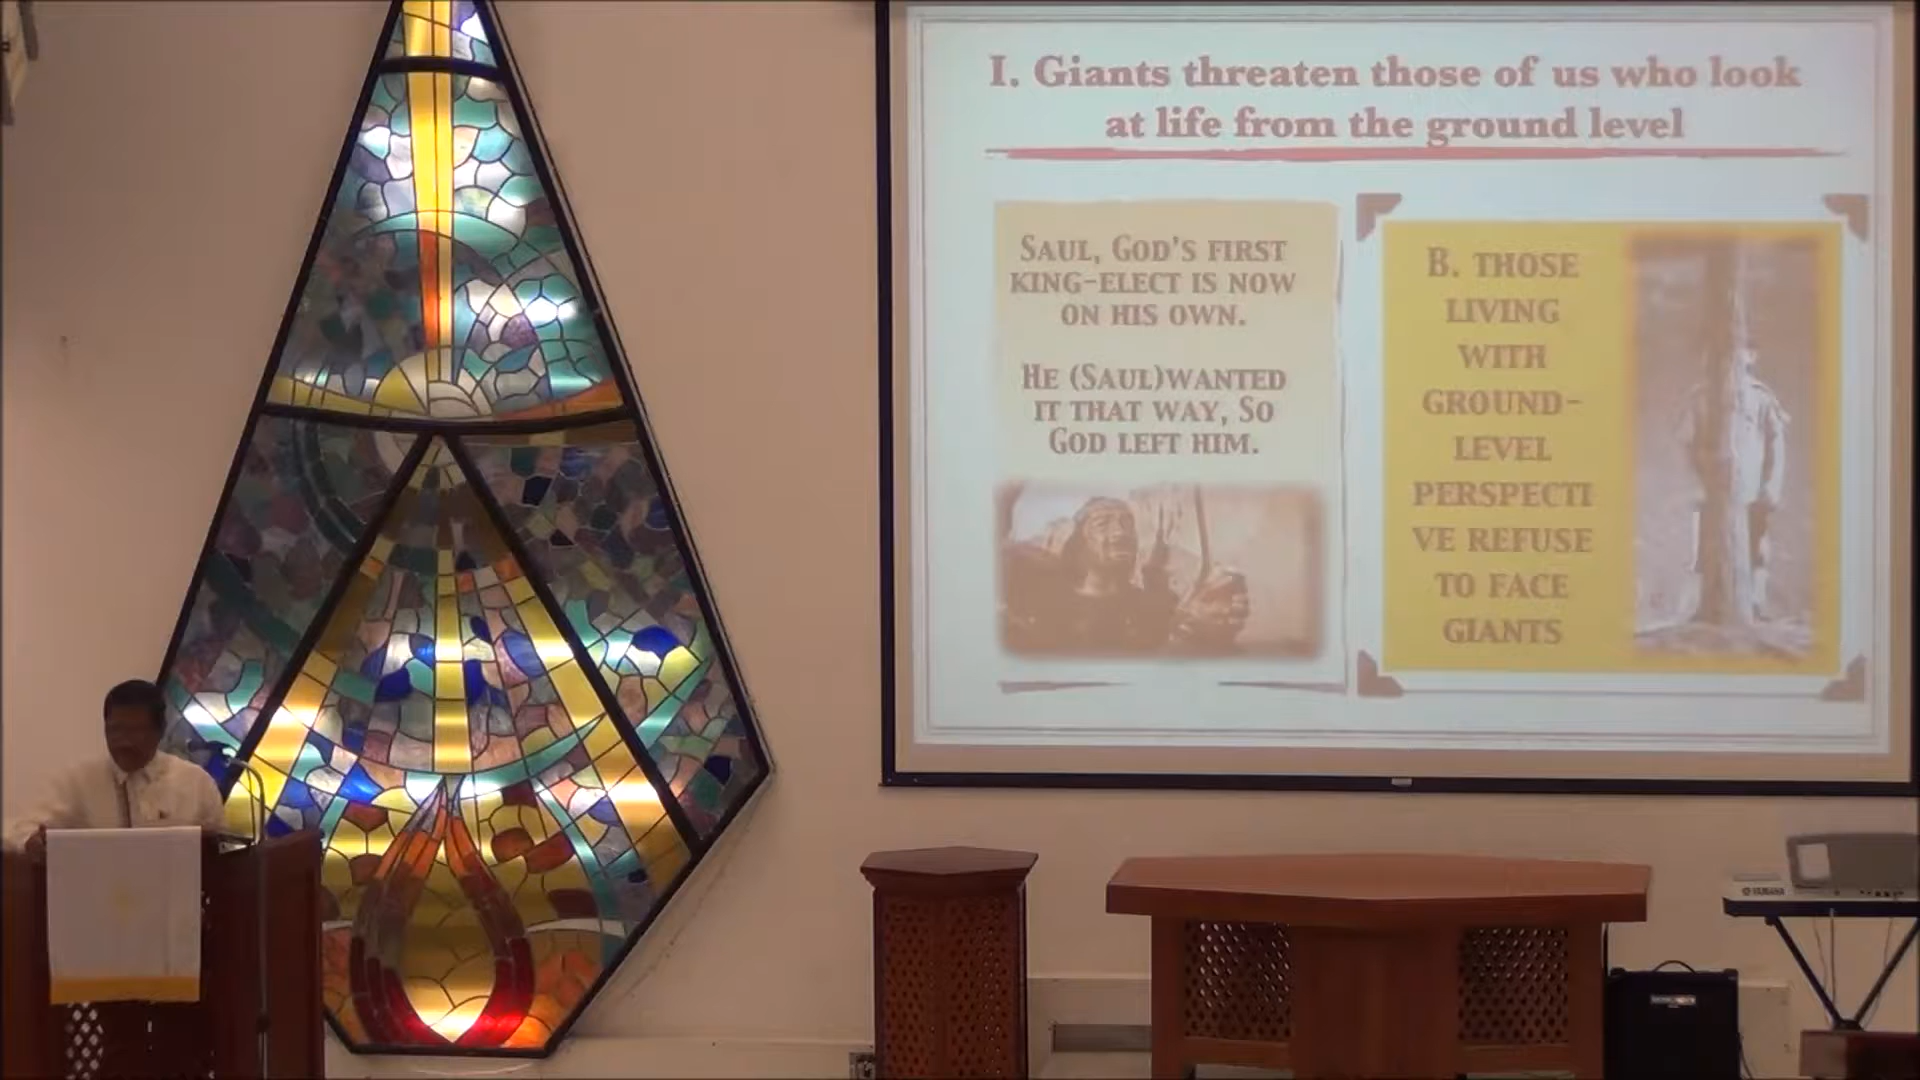 I. Giants threaten those of us who look
at life from the ground level
Saul, God's first
king-elect is now
on his own.
He (Saul)wanted
it that way, So
God left him.
B. THOSE
LIVING
WITH
GROUND-
LEVEL
PERSPECTI
VE REFUSE
TO FACE
GIANTS
YAMAHA